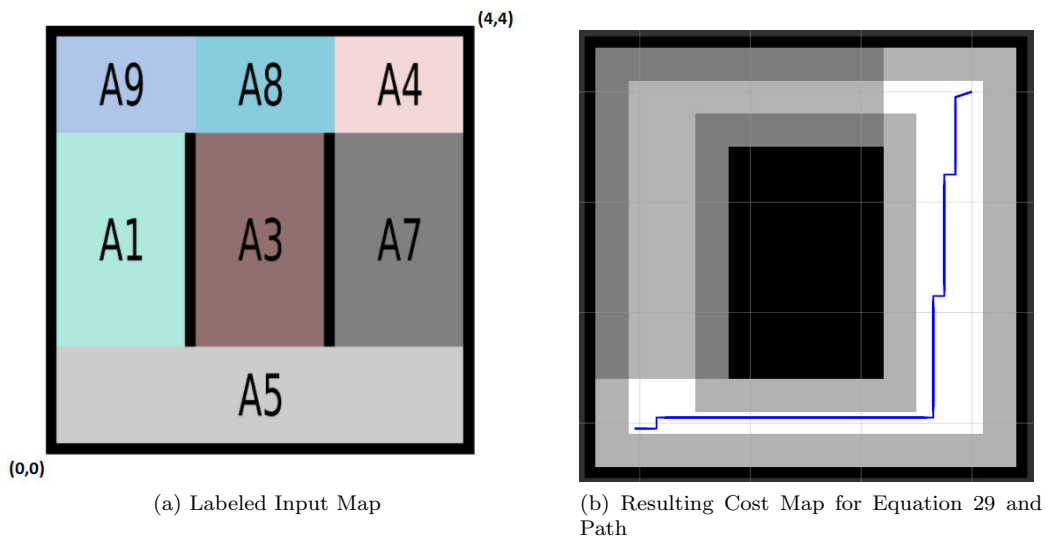 (4,4)
A9
A8
A4
A1
A3
A7
A5
(0,0)
(a) Labeled Input Map
(b) Resulting Cost Map for Equation 29 and
Path